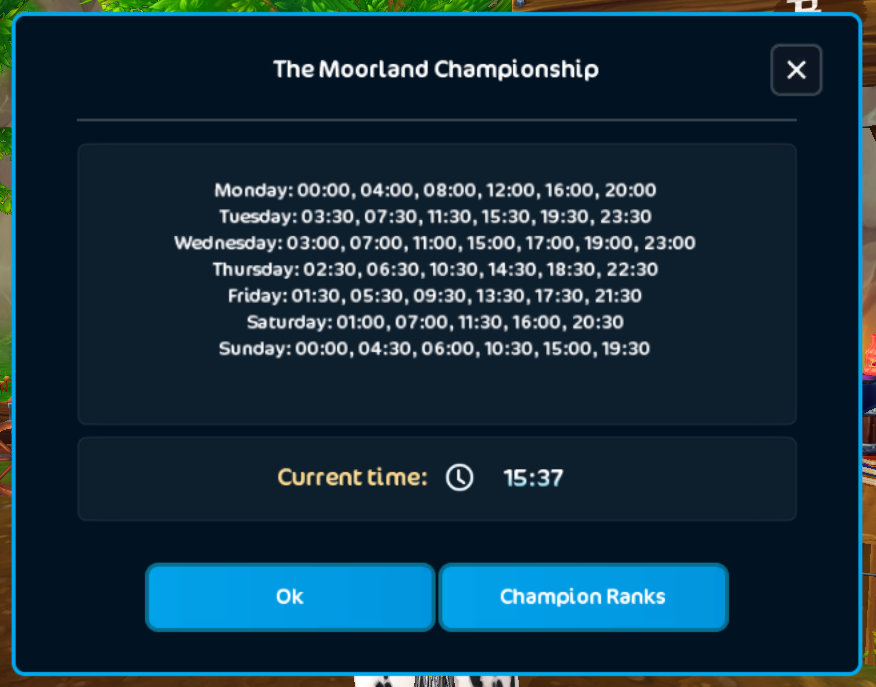 The Moorland Championship
Monday: 00:00, 04:00, 08:00, 12:00, 16:00, 20:00
Tuesday: 03:30, 07:30, 11:30, 15:30, 19:30, 23:30
Wednesday: 03:00, 07:00, 11:00, 15:00, 17:00, 19:00, 23:00
Thursday: 02:30, 06:30, 10:30, 14:30, 18:30, 22:30
Friday: 01:30, 05:30, 09:30, 13:30, 17:30, 21:30
Saturday: 01:00, 07:00, 11:30, 16:00, 20:30
Sunday: 00:00, 04:30, 06:00, 10:30, 15:00, 19:30
Current time: 15:37
Ok Champion Ranks